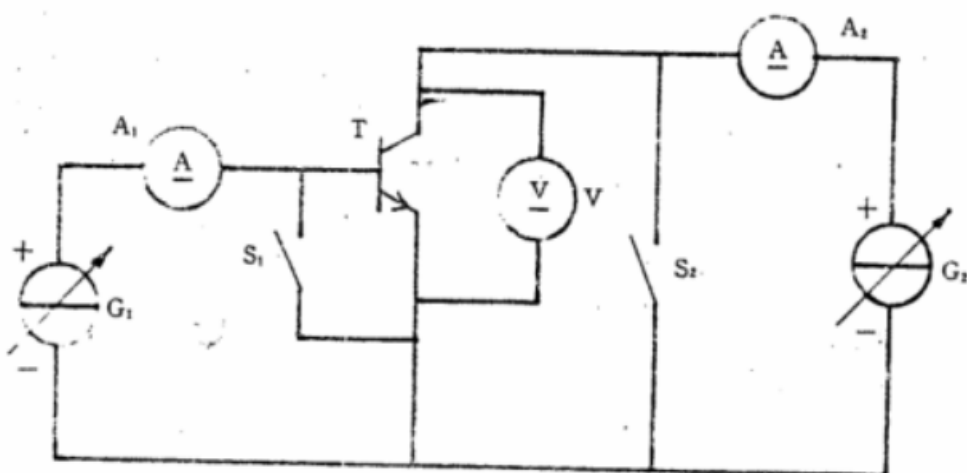 A₂
A
A₁
T
A
V
V
+
S₁
S₂
+
G₂
G₁
−
−